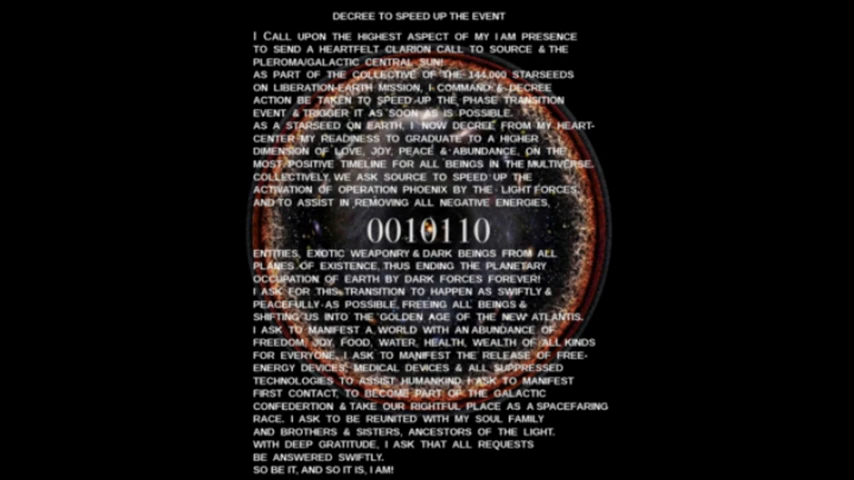 DECREE TO SPEED UP THE EVENT
I CALL UPON THE HIGHEST ASPECT OF MY I AM PRESENCE
TO SEND A HEARTFELT CLARION CALL TO SOURCE & THE
PLEROMA/GALACTIC CENTRAL SUN!
AS PART OF THE COLLECTIVE OF THE 144,000 STARSEEDS
ON LIBERATION EARTH MISSION, I COMMAND & DECREE
ACTION BE TAKEN TO SPEED UP THE PHASE TRANSITION
EVENT & TRIGGER IT AS SOON AS IS POSSIBLE.
AS A STARSEED ON EARTH, I NOW DECREE FROM MY HEART-
CENTER MY READINESS TO GRADUATE TO A HIGHER
DIMENSION OF LOVE, JOY, PEACE & ABUNDANCE, ON THE
MOST POSITIVE TIMELINE FOR ALL BEINGS IN THE MULTIVERSE.
COLLECTIVELY, WE ASK SOURCE TO SPEED UP THE
ACTIVATION OF OPERATION PHOENIX BY THE LIGHT FORCES,
AND TO ASSIST IN REMOVING ALL NEGATIVE ENERGIES,
0010110
ENTITIES, EXOTIC WEAPONRY & DARK BEINGS FROM ALL
PLANES OF EXISTENCE, THUS ENDING THE PLANETARY
OCCUPATION OF EARTH BY DARK FORCES FOREVER!
I ASK FOR THIS TRANSITION TO HAPPEN AS SWIFTLY &
PEACEFULLY AS POSSIBLE, FREEING ALL BEINGS &
SHIFTING US INTO THE GOLDEN AGE OF THE NEW ATLANTIS.
I ASK TO MANIFEST A WORLD WITH AN ABUNDANCE OF
FREEDOM, JOY, FOOD, WATER, HEALTH, WEALTH OF ALL KINDS
FOR EVERYONE, I ASK TO MANIFEST THE RELEASE OF FREE-
ENERGY DEVICES, MEDICAL DEVICES & ALL SUPPRESSED
TECHNOLOGIES TO ASSIST HUMANKIND. I ASK TO MANIFEST
FIRST CONTACT, TO BECOME PART OF THE GALACTIC
CONFEDERTION & TAKE OUR RIGHTFUL PLACE AS A SPACEFARING
RACE. I ASK TO BE REUNITED WITH MY SOUL FAMILY
AND BROTHERS & SISTERS, ANCESTORS OF THE LIGHT.
WITH DEEP GRATITUDE, I ASK THAT ALL REQUESTS
BE ANSWERED SWIFTLY.
SO BE IT, AND SO IT IS, I AM!